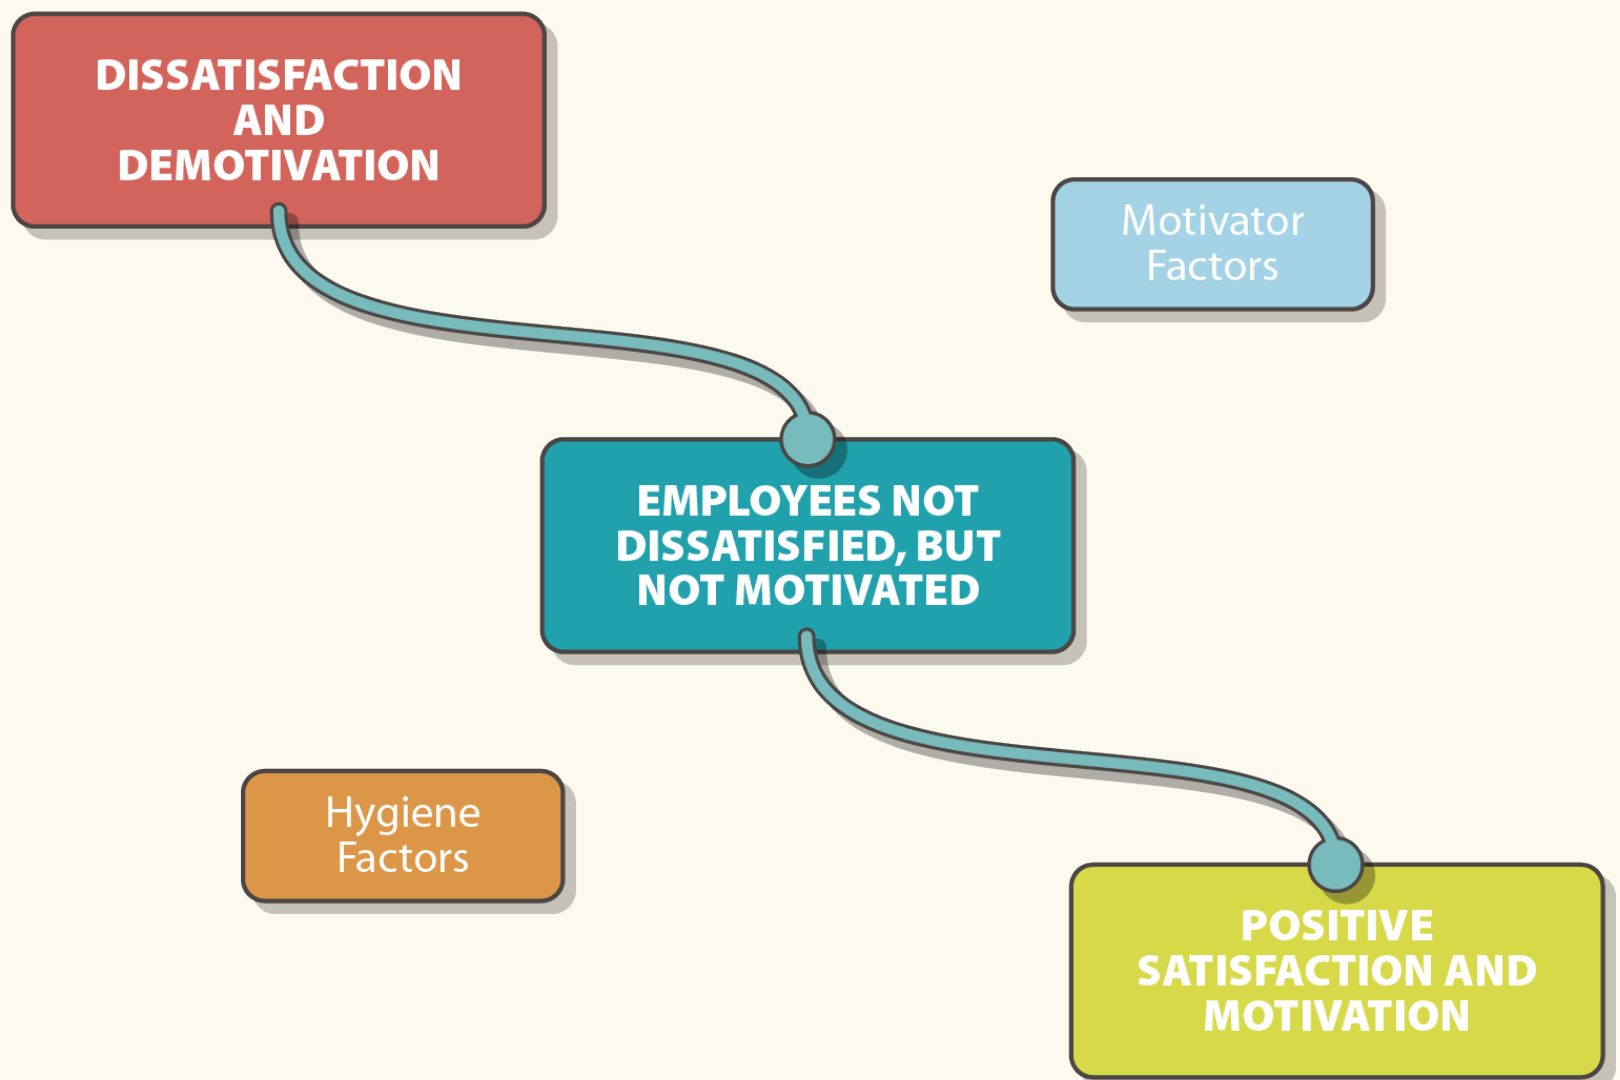 DISSATISFACTION
AND
DEMOTIVATION
Motivator
Factors
EMPLOYEES NOT
DISSATISFIED, BUT
NOT MOTIVATED
Hygiene
Factors
POSITIVE
SATISFACTION AND
MOTIVATION